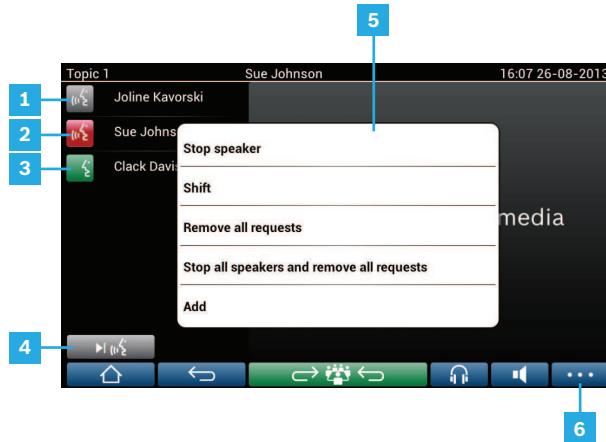 5
Topic 1 Sue Johnson 16:07 26-08-2013
1 Joline Kavorski
2 Sue Johns
3 Clack Davis
Stop speaker
Shift
Remove all requests
media
Stop all speakers and remove all requests
Add
4
6